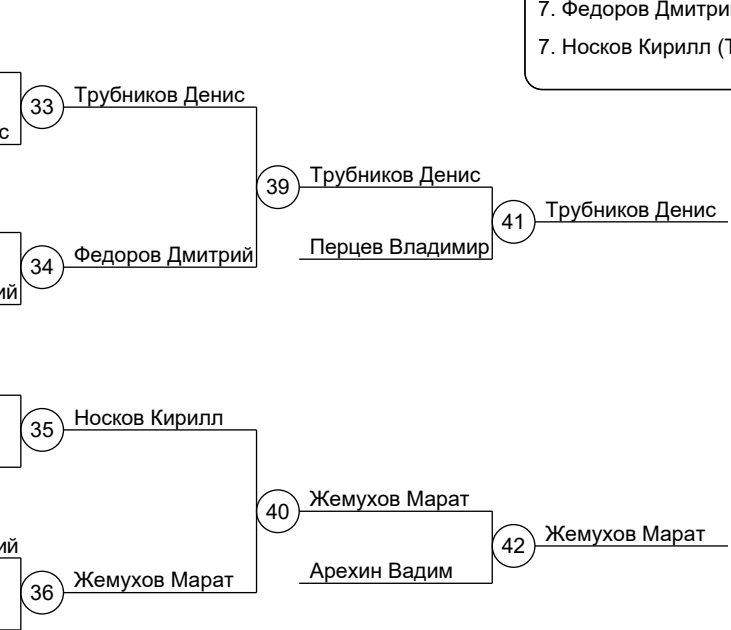 7. Федоров Дмитрий
7. Носков Кирилл
33
Трубников Денис
39
Трубников Денис
41
Трубников Денис
Перцев Владимир
34
Федоров Дмитрий
35
Носков Кирилл
40
Жемухов Марат
42
Жемухов Марат
Арехин Вадим
36
Жемухов Марат